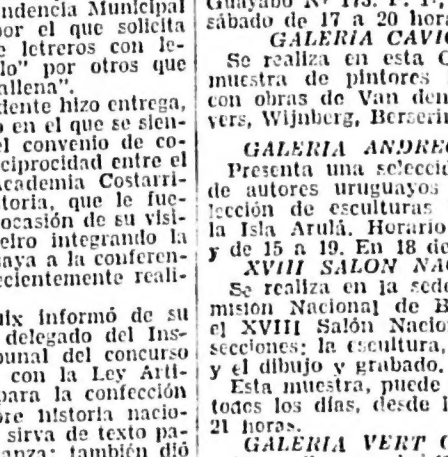 ndencia Municipal
por el que solicita
e letreros con le-
lo" por otros que
allena".
dente hizo entrega,
o en el que se sien-
el convenio de co-
ciprocidad entre el
Academia Costarri-
toria, que le fue-
ocasión de su visi-
eiro integrando la
aya a la conferen-
ecientemente reali-
uix informó de su
delegado del Ins-
bunal del concurso
con la Ley Arti-
para la confección
re historia nacio-
sirva de texto pa-
anza; también dió
Guayabo Nº
sábado de 17 a 20 hora
GALERIA CAVIG
Se realiza en esta G
muestra de pintores
con obras de Van den
vers, Wijnberg, Berserin
GALERIA ANDREO
Presenta una selecció
de autores uruguayos
lección de esculturas
la Isla Arulá. Horario
y de 15 a 19. En 18 de
XVIII SALON NAC
Se realiza en la sede
misión Nacional de B
el XVIII Salón Nacio
secciones: la escultura,
y el dibujo y grabado.
Esta muestra, puede
todos los días, desde l
21 horas.
GALERIA VERT G